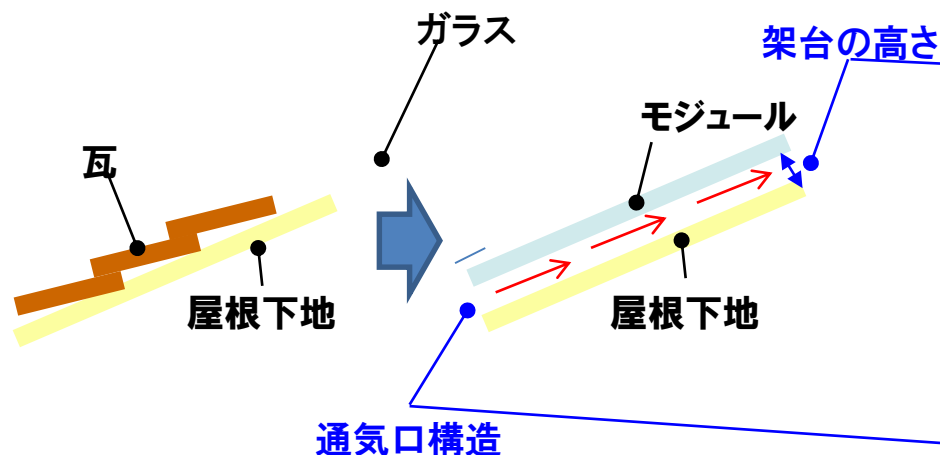 ガラス
架台の高さ
モジュール
瓦
屋根下地
屋根下地
通気口構造